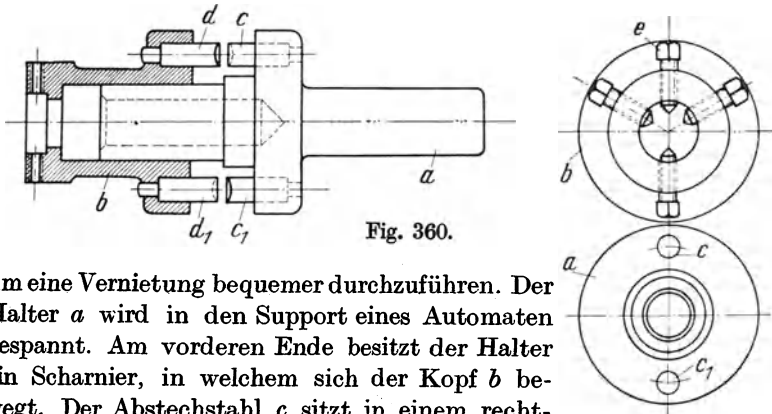 d c e
a b
b d₁ c₁
Fig. 360.
a c
c₁
m eine Vernietung bequemer durchzuführen. Der
Halter a wird in den Support eines Automaten
espannt. Am vorderen Ende besitzt der Halter
in Scharnier, in welchem sich der Kopf b be-
wegt. Der Abstechstahl c sitzt in einem recht-